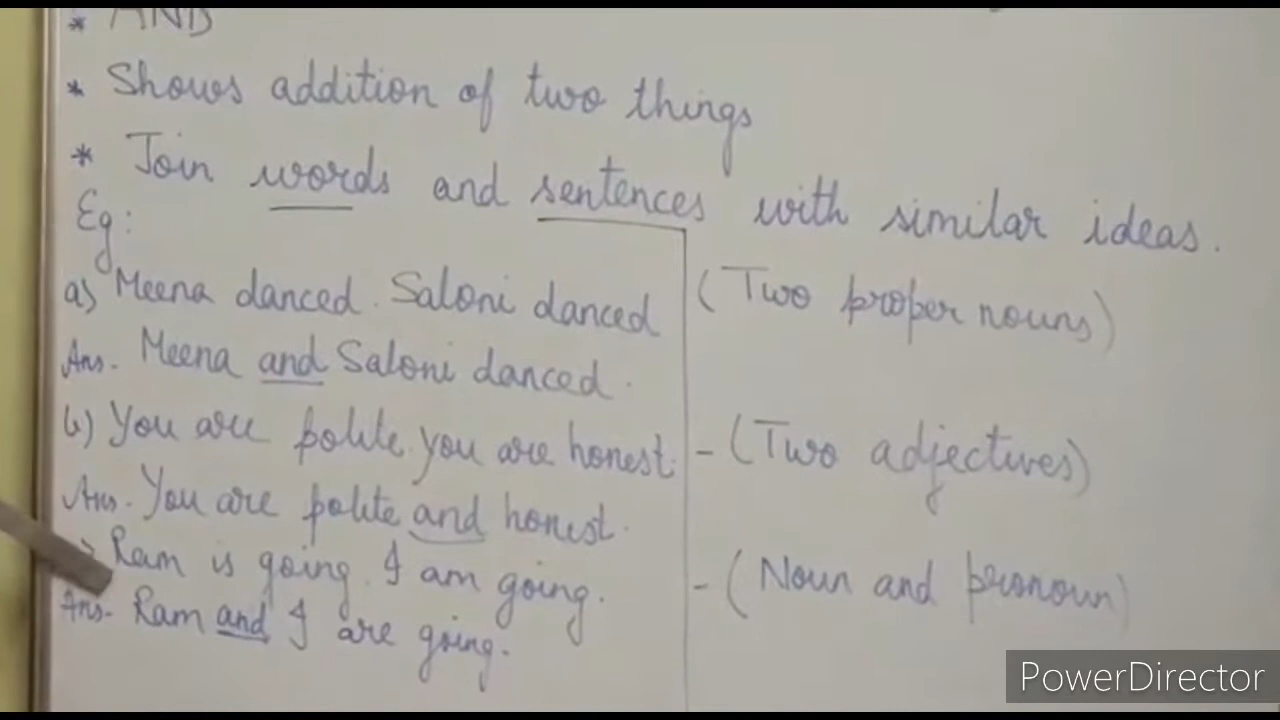 * AND
* Shows addition of two things
* Join words and sentences with similar ideas.
Eg:
a) Meena danced. Saloni danced (Two proper nouns)
Ans. Meena and Saloni danced.
b) You are polite. you are honest. - (Two adjectives)
Ans. You are polite and honest.
Ram is going. I am going. - (Noun and pronoun)
Ans. Ram and I are going.
PowerDirector